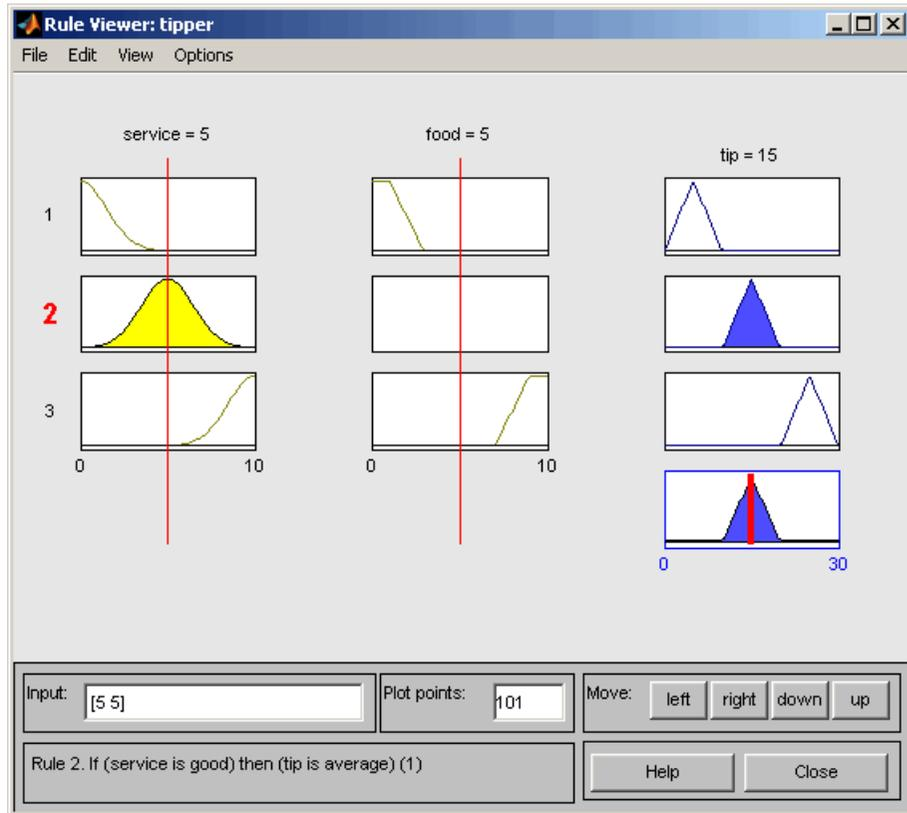 Rule Viewer: tipper
File Edit View Options
service = 5
food = 5
tip = 15
1
2
3
0 10
0 10
0 30
Input: [5 5]
Plot points: 101
Move: left right down up
Rule 2. If (service is good) then (tip is average) (1)
Help Close